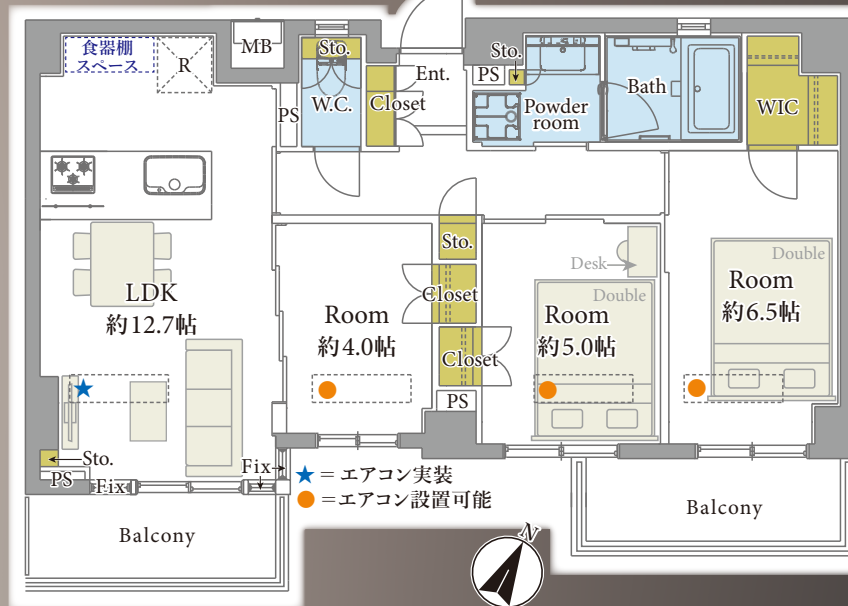 食器棚
スペース
R
MB
Sto.
W.C.
PS
Closet
Ent.
Sto.
PS
Powder
room
Bath
WIC
LDK
約12.7帖
Room
約4.0帖
Sto.
Closet
Closet
PS
Desk
Double
Room
約5.0帖
Double
Room
約6.5帖
Sto.
PS
Fix
Fix
★ = エアコン実装
● =エアコン設置可能
Balcony
Balcony
N